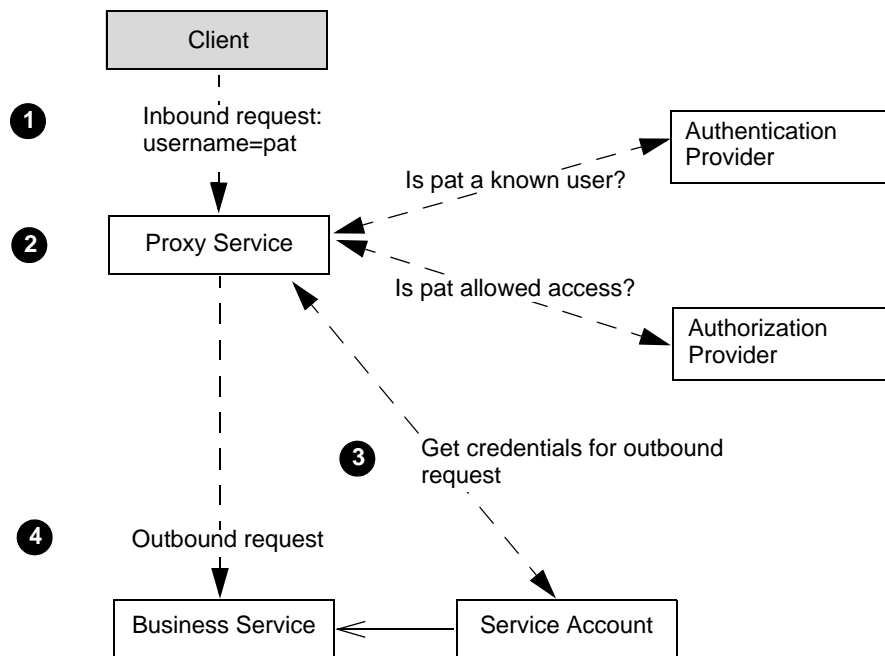 Client
1
Inbound request:
username=pat
Authentication
Provider
Is pat a known user?
2
Proxy Service
Is pat allowed access?
Authorization
Provider
3
Get credentials for outbound
request
4
Outbound request
Business Service
Service Account